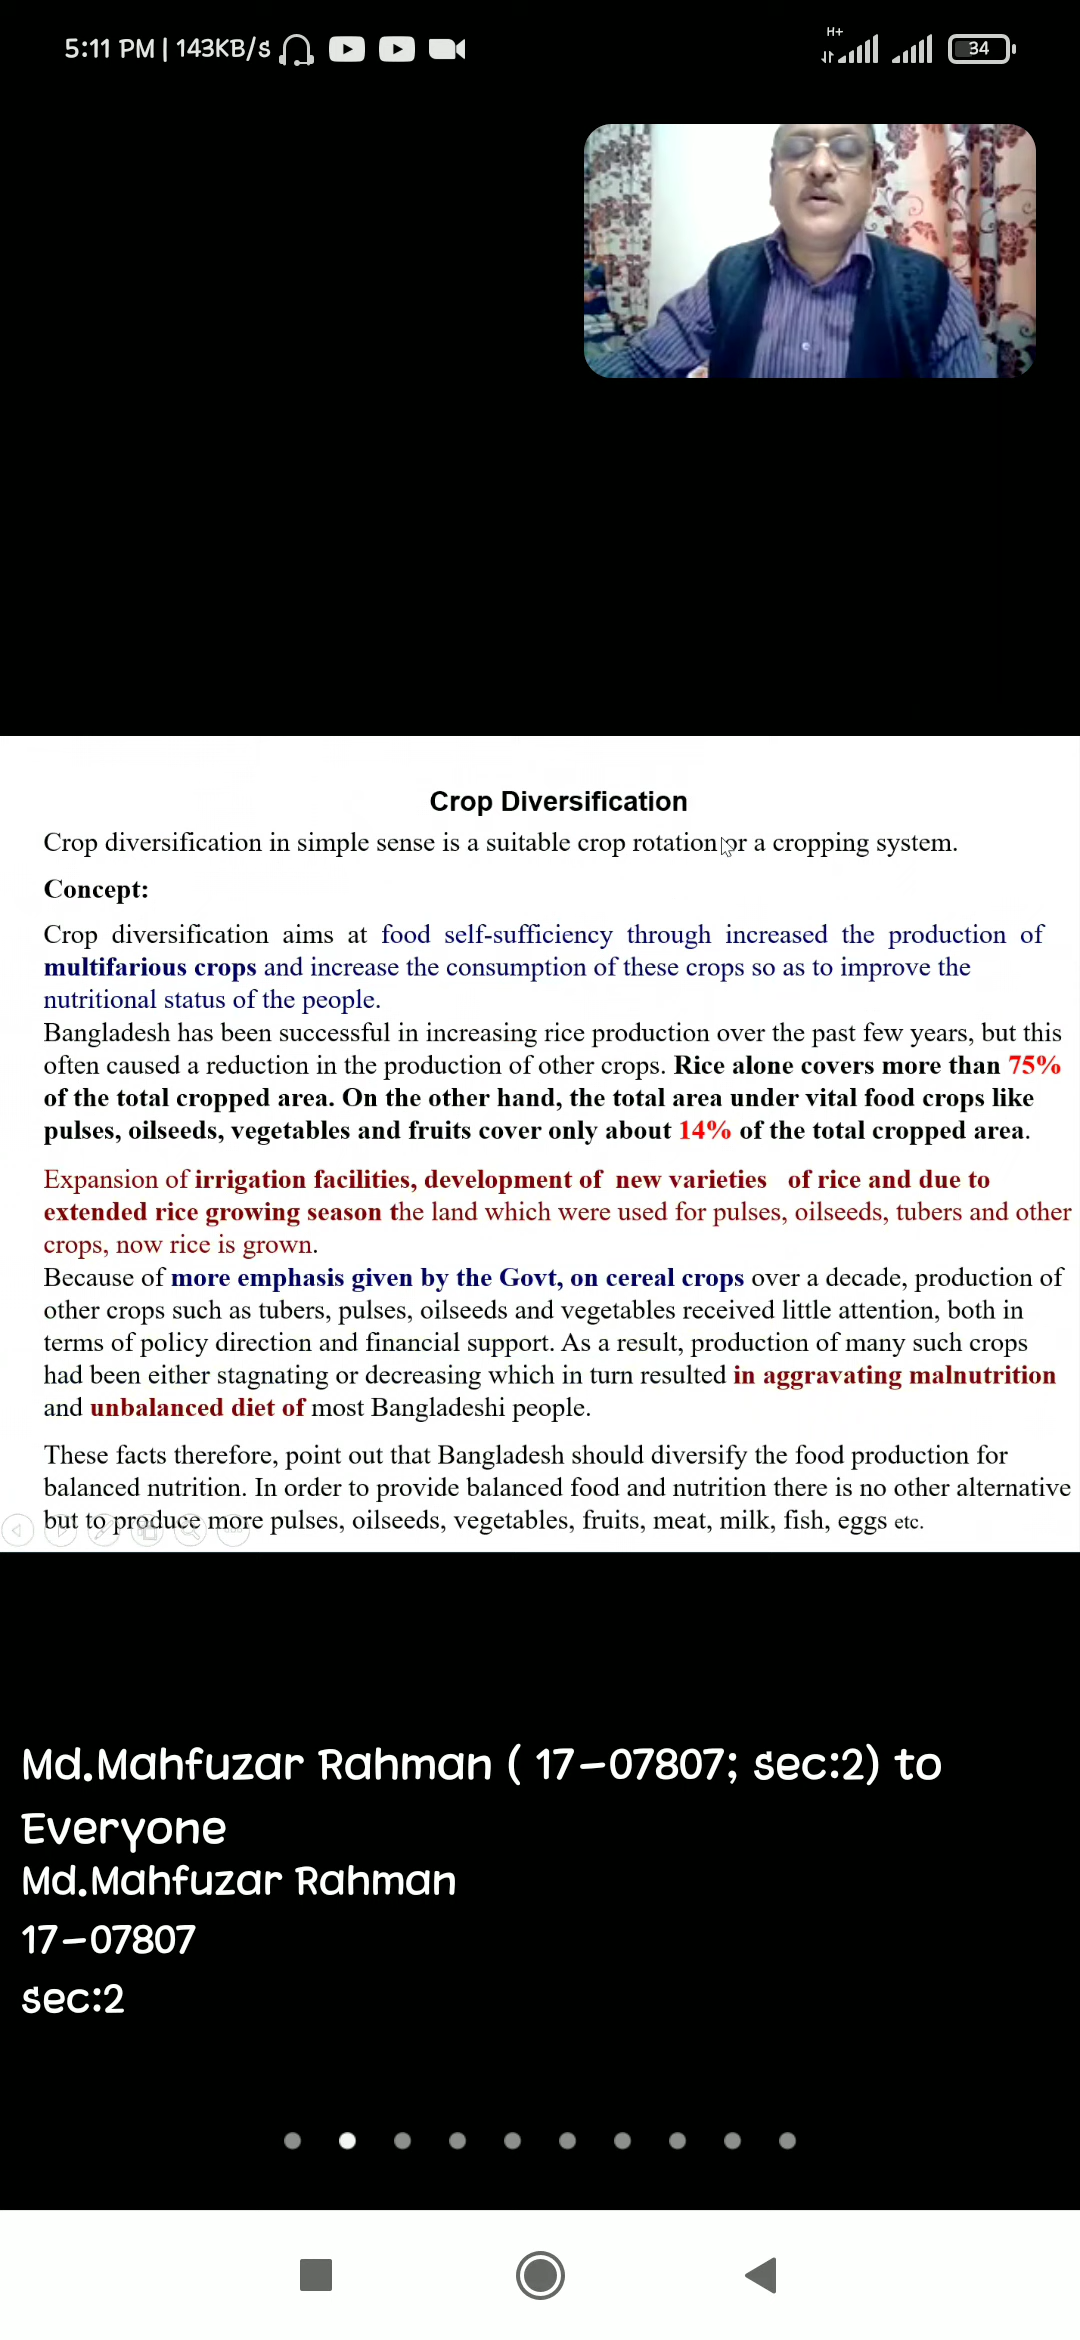 5:11 PM | 143KB/s
H+
34
Crop Diversification
Crop diversification in simple sense is a suitable crop rotation or a cropping system.
Concept:
Crop diversification aims at food self-sufficiency through increased the production of
multifarious crops and increase the consumption of these crops so as to improve the
nutritional status of the people.
Bangladesh has been successful in increasing rice production over the past few years, but this
often caused a reduction in the production of other crops. Rice alone covers more than 75%
of the total cropped area. On the other hand, the total area under vital food crops like
pulses, oilseeds, vegetables and fruits cover only about 14% of the total cropped area.
Expansion of irrigation facilities, development of new varieties of rice and due to
extended rice growing season the land which were used for pulses, oilseeds, tubers and other
crops, now rice is grown.
Because of more emphasis given by the Govt, on cereal crops over a decade, production of
other crops such as tubers, pulses, oilseeds and vegetables received little attention, both in
terms of policy direction and financial support. As a result, production of many such crops
had been either stagnating or decreasing which in turn resulted in aggravating malnutrition
and unbalanced diet of most Bangladeshi people.
These facts therefore, point out that Bangladesh should diversify the food production for
balanced nutrition. In order to provide balanced food and nutrition there is no other alternative
but to produce more pulses, oilseeds, vegetables, fruits, meat, milk, fish, eggs etc.
Md.Mahfuzar Rahman ( 17-07807; sec:2) to
Everyone
Md.Mahfuzar Rahman
17-07807
sec:2